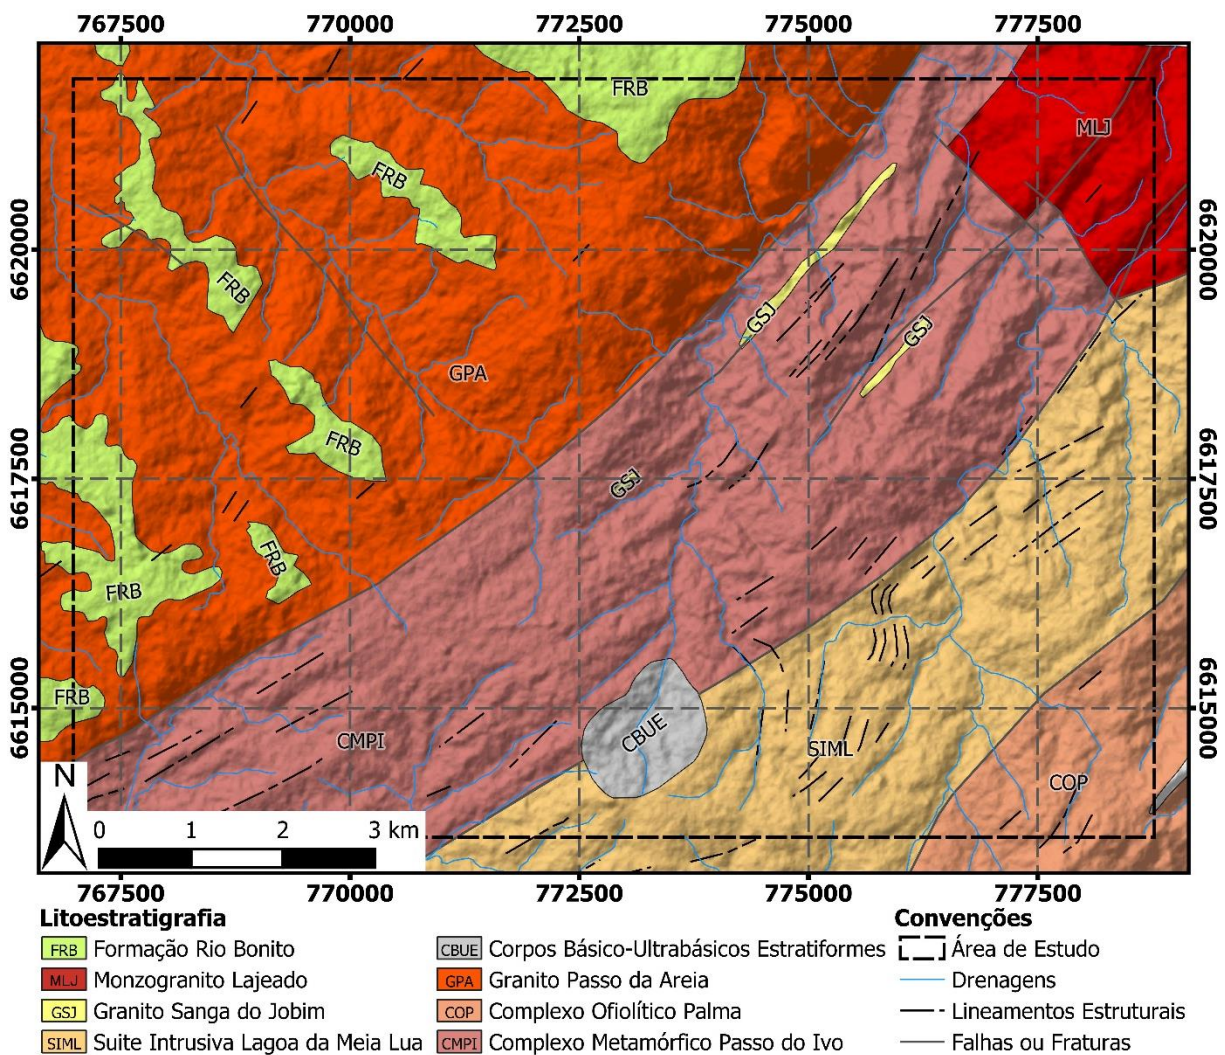 767500 770000 772500 775000 777500
FRB
MLJ
FRB
6620000 6620000
FRB
GSJ
GSJ
GPA
FRB
6617500 GSJ 6617500
FRB
FRB
FRB
6615000 6615000
CBUE
CMPI
SIML
COP
N
0 1 2 3 km
767500 770000 772500 775000 777500
Litoestratigrafia
FRB Formação Rio Bonito
MLJ Monzogranito Lajeado
GSJ Granito Sanga do Jobim
SIML Suite Intrusiva Lagoa da Meia Lua
CBUE Corpos Básico-Ultrabásicos Estratiformes
GPA Granito Passo da Areia
COP Complexo Ofiolítico Palma
CMPI Complexo Metamórfico Passo do Ivo
Convenções
Área de Estudo
Drenagens
Lineamentos Estruturais
Falhas ou Fraturas